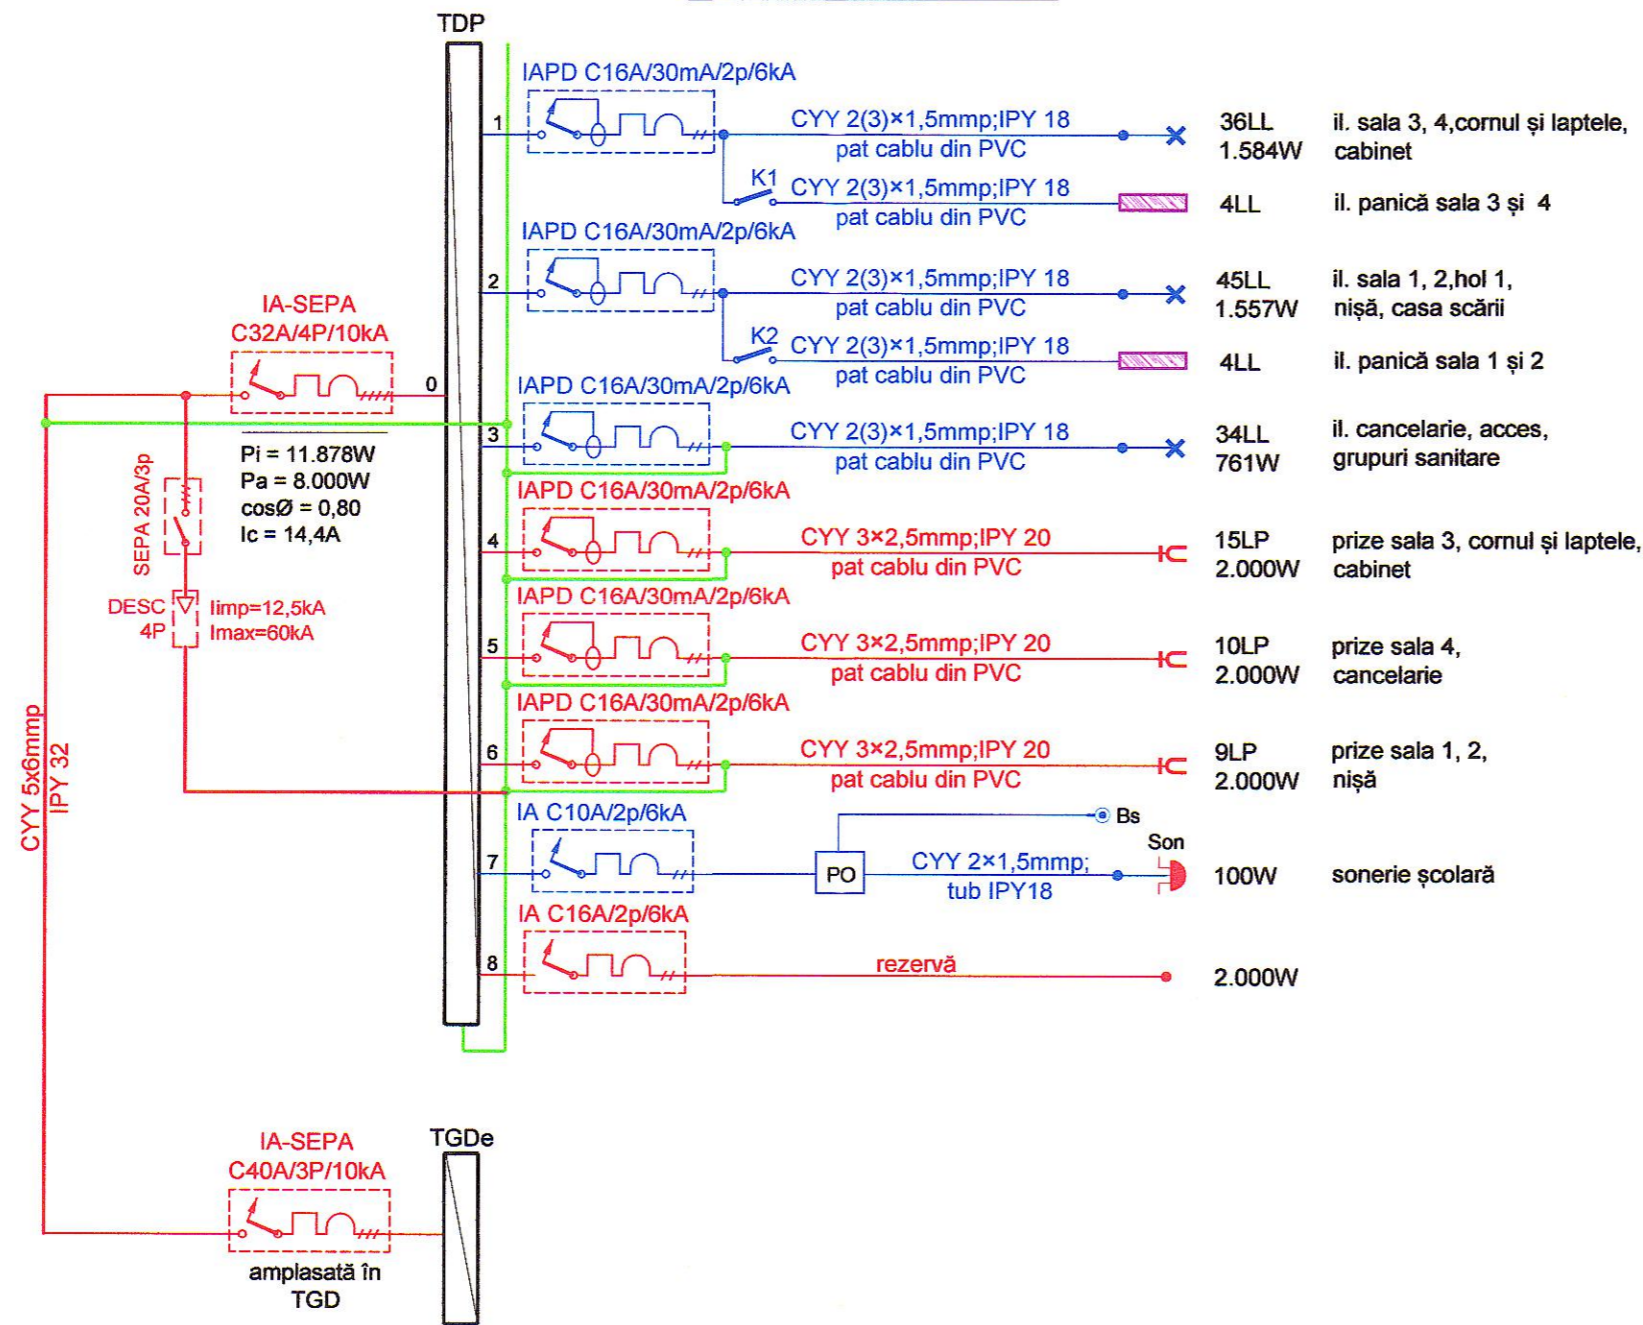 TDP
IAPD C16A/30mA/2p/6kA
1
CYY 2(3)×1,5mmp;IPY 18
pat cablu din PVC
36LL
1.584W
il. sala 3, 4,cornul și laptele,
cabinet
K1
CYY 2(3)×1,5mmp;IPY 18
pat cablu din PVC
4LL
il. panică sala 3 și 4
IAPD C16A/30mA/2p/6kA
2
CYY 2(3)×1,5mmp;IPY 18
pat cablu din PVC
45LL
1.557W
il. sala 1, 2,hol 1,
nișă, casa scării
K2
CYY 2(3)×1,5mmp;IPY 18
pat cablu din PVC
4LL
il. panică sala 1 și 2
IA-SEPA
C32A/4P/10kA
0
Pi = 11.878W
Pa = 8.000W
cosØ = 0,80
Ic = 14,4A
SEPA 20A/3p
DESC
4P
Iimp=12,5kA
Imax=60kA
CYY 5x6mmp
IPY 32
IAPD C16A/30mA/2p/6kA
3
CYY 2(3)×1,5mmp;IPY 18
pat cablu din PVC
34LL
761W
il. cancelarie, acces,
grupuri sanitare
IAPD C16A/30mA/2p/6kA
4
CYY 3×2,5mmp;IPY 20
pat cablu din PVC
15LP
2.000W
prize sala 3, cornul și laptele,
cabinet
IAPD C16A/30mA/2p/6kA
5
CYY 3×2,5mmp;IPY 20
pat cablu din PVC
10LP
2.000W
prize sala 4,
cancelarie
IAPD C16A/30mA/2p/6kA
6
CYY 3×2,5mmp;IPY 20
pat cablu din PVC
9LP
2.000W
prize sala 1, 2,
nișă
IA C10A/2p/6kA
7
PO
Bs
CYY 2×1,5mmp;
tub IPY18
Son
100W
sonerie școlară
IA C16A/2p/6kA
8
rezervă
2.000W
IA-SEPA
C40A/3P/10kA
TGDe
amplasată în
TGD